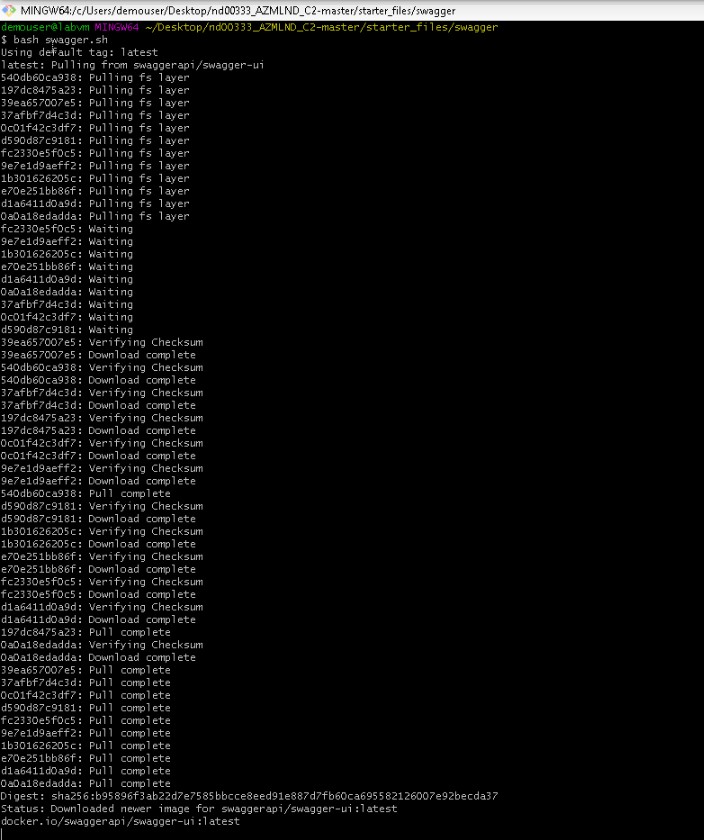 MINGW64:/c/Users/demouser/Desktop/nd00333_AZMLND_C2-master/starter_files/swagger
demouser@labvm MINGW64 ~/Desktop/nd00333_AZMLND_C2-master/starter_files/swagger
$ bash swagger.sh
Using default tag: latest
latest: Pulling from swaggerapi/swagger-ui
540db60ca938: Pulling fs layer
197dc8475a23: Pulling fs layer
39ea657007e5: Pulling fs layer
37afbf7d4c3d: Pulling fs layer
0c01f42c3df7: Pulling fs layer
d590d87c9181: Pulling fs layer
fc2330e5f0c5: Pulling fs layer
9e7e1d9aeff2: Pulling fs layer
1b301626205c: Pulling fs layer
e70e251bb86f: Pulling fs layer
d1a6411d0a9d: Pulling fs layer
0a0a18edadda: Pulling fs layer
fc2330e5f0c5: Waiting
9e7e1d9aeff2: Waiting
1b301626205c: Waiting
e70e251bb86f: Waiting
d1a6411d0a9d: Waiting
0a0a18edadda: Waiting
37afbf7d4c3d: Waiting
0c01f42c3df7: Waiting
d590d87c9181: Waiting
39ea657007e5: Verifying Checksum
39ea657007e5: Download complete
540db60ca938: Verifying Checksum
540db60ca938: Download complete
37afbf7d4c3d: Verifying Checksum
37afbf7d4c3d: Download complete
197dc8475a23: Verifying Checksum
197dc8475a23: Download complete
0c01f42c3df7: Verifying Checksum
0c01f42c3df7: Download complete
9e7e1d9aeff2: Verifying Checksum
9e7e1d9aeff2: Download complete
540db60ca938: Pull complete
d590d87c9181: Verifying Checksum
d590d87c9181: Download complete
1b301626205c: Verifying Checksum
1b301626205c: Download complete
e70e251bb86f: Verifying Checksum
e70e251bb86f: Download complete
fc2330e5f0c5: Verifying Checksum
fc2330e5f0c5: Download complete
d1a6411d0a9d: Verifying Checksum
d1a6411d0a9d: Download complete
197dc8475a23: Pull complete
0a0a18edadda: Verifying Checksum
0a0a18edadda: Download complete
39ea657007e5: Pull complete
37afbf7d4c3d: Pull complete
0c01f42c3df7: Pull complete
d590d87c9181: Pull complete
fc2330e5f0c5: Pull complete
9e7e1d9aeff2: Pull complete
1b301626205c: Pull complete
e70e251bb86f: Pull complete
d1a6411d0a9d: Pull complete
0a0a18edadda: Pull complete
Digest: sha256:b95896f3ab22d7e7585bbcce8eed91e887d7fb60ca695582126007e92becda37
Status: Downloaded newer image for swaggerapi/swagger-ui:latest
docker.io/swaggerapi/swagger-ui:latest